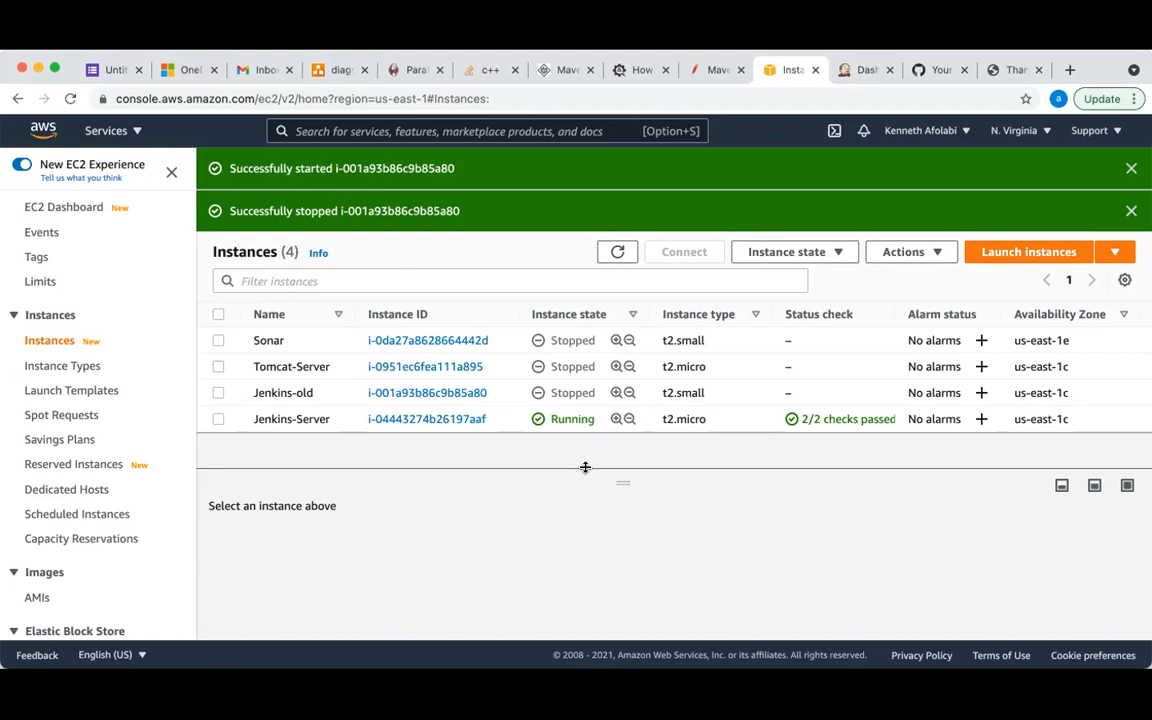 Untit
One
Inbo
diag
Paral
c++
Mave
How
Mave
Insta
Dash
Your
Than
console.aws.amazon.com/ec2/v2/home?region=us-east-1#Instances:
a
Update
aws
Services
Search for services, features, marketplace products, and docs
[Option+S]
Kenneth Afolabi
N. Virginia
Support
New EC2 Experience
Tell us what you think
Successfully started i-001a93b86c9b85a80
Successfully stopped i-001a93b86c9b85a80
EC2 Dashboard New
Events
Tags
Limits
Instances
Instances New
Instance Types
Launch Templates
Spot Requests
Savings Plans
Reserved Instances New
Dedicated Hosts
Scheduled Instances
Capacity Reservations
Images
AMIs
Elastic Block Store
Instances (4) Info
Connect
Instance state
Actions
Launch instances
Filter instances
1
Name Instance ID Instance state Instance type Status check Alarm status Availability Zone
Sonar i-0da27a8628664442d Stopped t2.small – No alarms + us-east-1e
Tomcat-Server i-0951ec6fea111a895 Stopped t2.micro – No alarms + us-east-1c
Jenkins-old i-001a93b86c9b85a80 Stopped t2.small – No alarms + us-east-1c
Jenkins-Server i-04443274b26197aaf Running t2.micro 2/2 checks passed No alarms + us-east-1c
Select an instance above
Feedback
English (US)
© 2008 - 2021, Amazon Web Services, Inc. or its affiliates. All rights reserved.
Privacy Policy
Terms of Use
Cookie preferences